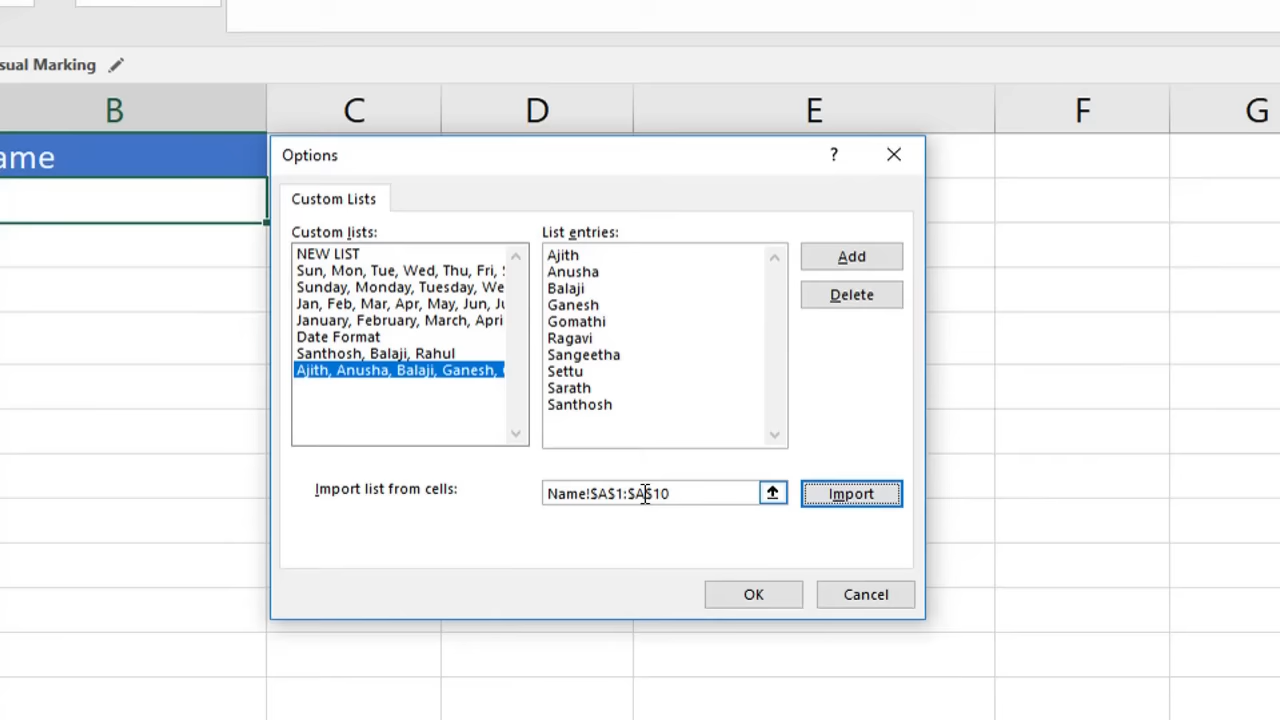 sual Marking
B
C
D
E
F
G
ame
Options
?
Custom Lists
Custom lists:
NEW LIST
Sun, Mon, Tue, Wed, Thu, Fri, S
Sunday, Monday, Tuesday, We
Jan, Feb, Mar, Apr, May, Jun, Ju
January, February, March, April
Date Format
Santhosh, Balaji, Rahul
Ajith, Anusha, Balaji, Ganesh,
List entries:
Ajith
Anusha
Balaji
Ganesh
Gomathi
Ragavi
Sangeetha
Settu
Sarath
Santhosh
Add
Delete
Import list from cells:
Name!$A$1:$A$10
Import
OK
Cancel